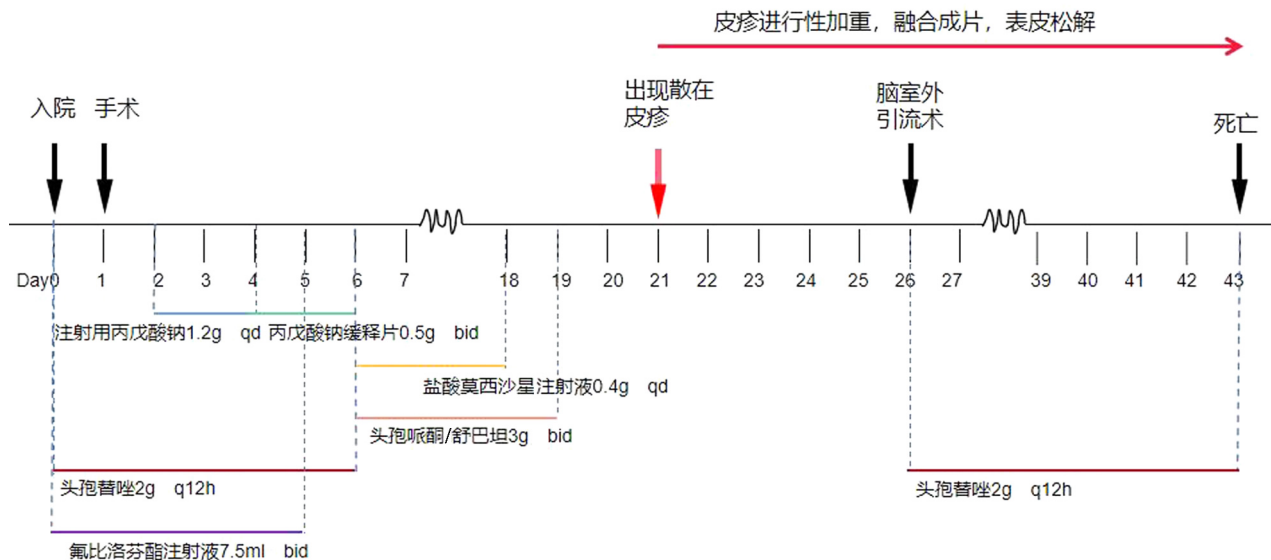 皮疹进行性加重，融合成片，表皮松解
入院
手术
出现散在
皮疹
脑室外
引流术
死亡
Day0 1 2 3 4 5 6 7 18 19 20 21 22 23 24 25 26 27 39 40 41 42 43
注射用丙戊酸钠1.2g qd 丙戊酸钠缓释片0.5g bid
盐酸莫西沙星注射液0.4g qd
头孢哌酮/舒巴坦3g bid
头孢替唑2g q12h
头孢替唑2g q12h
氟比洛芬酯注射液7.5ml bid